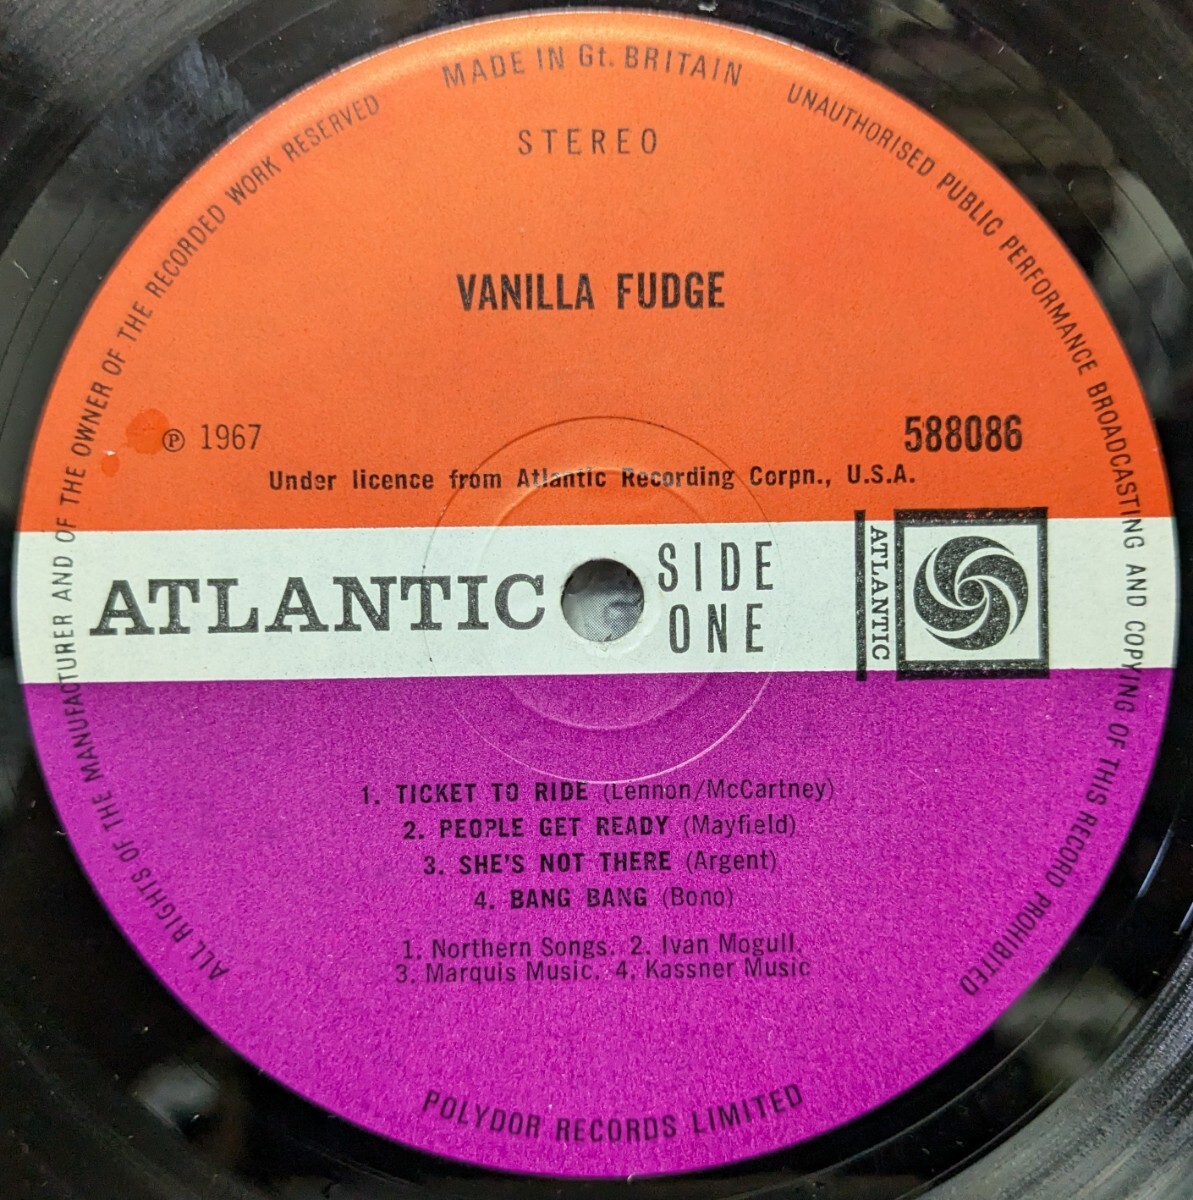 MADE IN Gt. BRITAIN
UNAUTHORISED PUBLIC PERFORMANCE BROADCASTING AND COPYING OF THIS RECORD PROHIBITED
ALL RIGHTS OF THE MANUFACTURER AND OF THE OWNER OF THE RECORDED WORK RESERVED
STEREO
VANILLA FUDGE
℗ 1967
588086
Under licence from Atlantic Recording Corpn., U.S.A.
ATLANTIC
SIDE
ONE
ATLANTIC
1. TICKET TO RIDE (Lennon/McCartney)
2. PEOPLE GET READY (Mayfield)
3. SHE'S NOT THERE (Argent)
4. BANG BANG (Bono)
1. Northern Songs. 2. Ivan Mogull.
3. Marquis Music. 4. Kassner Music
POLYDOR RECORDS LIMITED